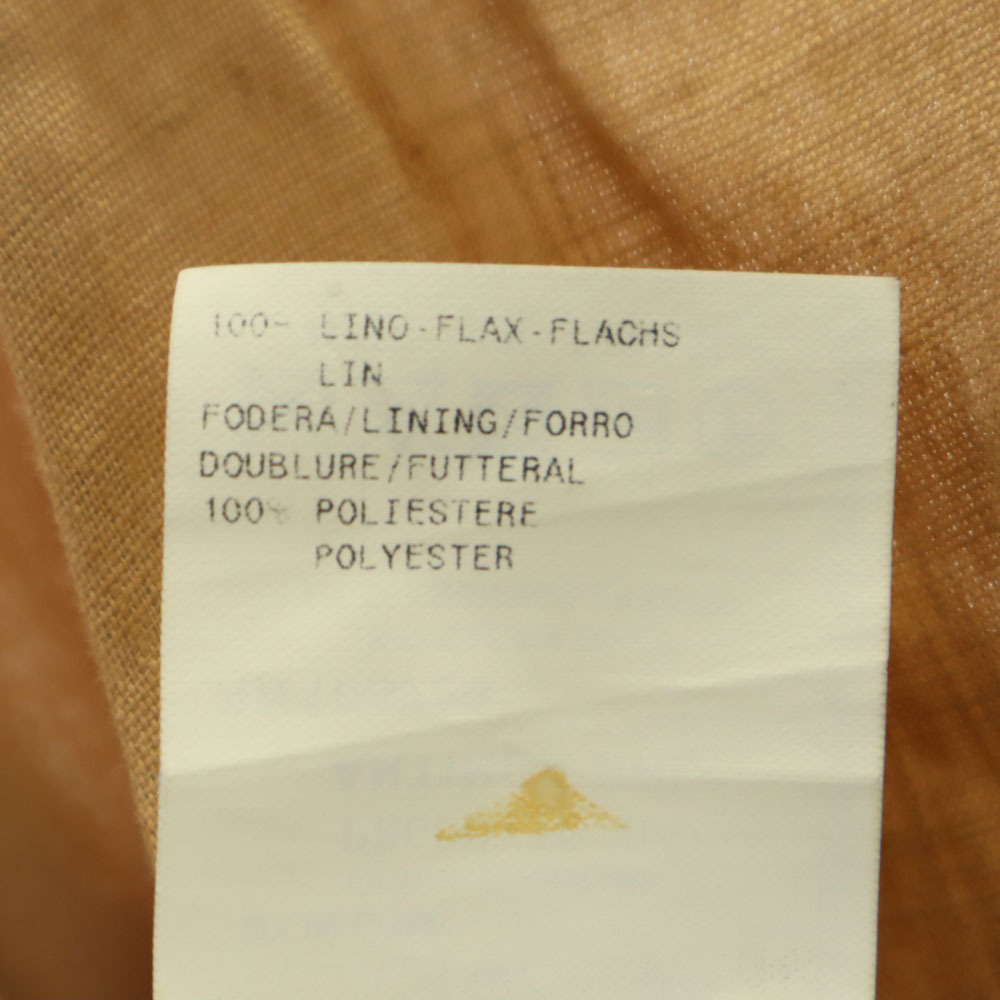 100% LINO-FLAX-FLACHS
LIN
FODERA/LINING/FORRO
DOUBLURE/FUTTERAL
100% POLIESTERE
POLYESTER